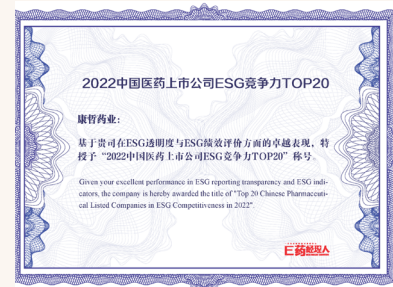 2022中国医药上市公司ESG竞争力TOP20
康哲药业：
基于贵司在ESG透明度与ESG绩效评价方面的卓越表现，特
授予“2022中国医药上市公司ESG竞争力TOP20”称号。
Given your excellent performance in ESG reporting transparency and ESG indi-
cators, the company is hereby awarded the title of "Top 20 Chinese Pharmaceuti-
cal Listed Companies in ESG Competitiveness in 2022".
E药经理人